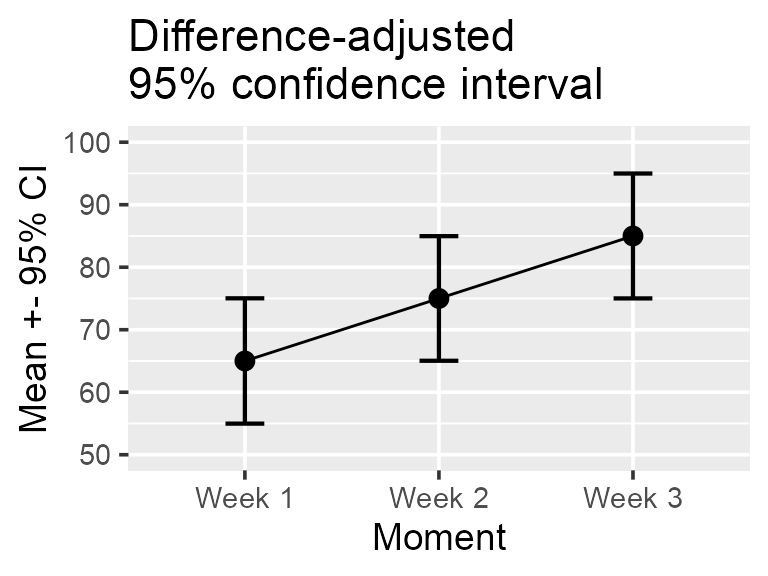 Difference-adjusted
95% confidence interval
Mean +- 95% CI
100
90
80
70
60
50
Week 1
Week 2
Week 3
Moment